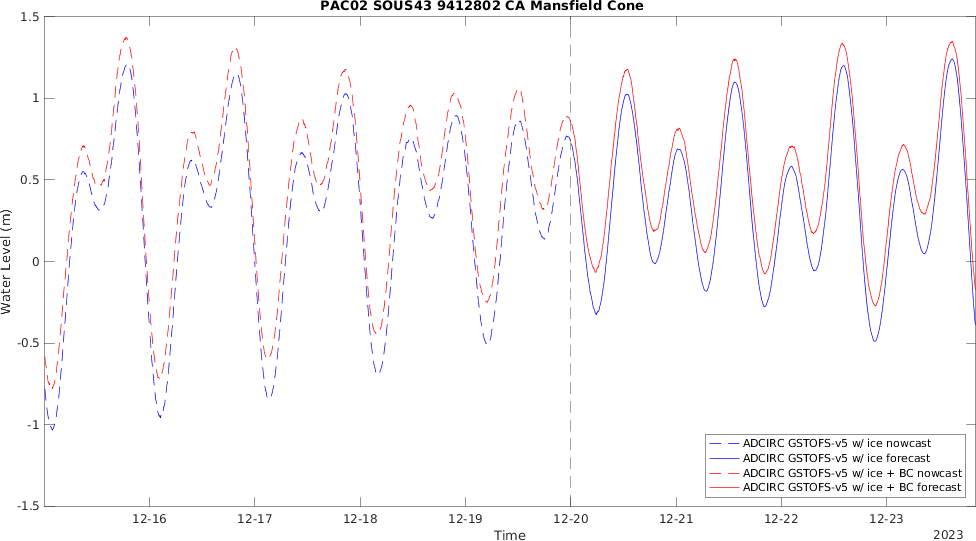 PAC02 SOUS43 9412802 CA Mansfield Cone
1.5
1
0.5
0
-0.5
-1
-1.5
Water Level (m)
12-16
12-17
12-18
12-19
12-20
12-21
12-22
12-23
Time
2023
ADCIRC GSTOFS-v5 w/ ice nowcast
ADCIRC GSTOFS-v5 w/ ice forecast
ADCIRC GSTOFS-v5 w/ ice + BC nowcast
ADCIRC GSTOFS-v5 w/ ice + BC forecast